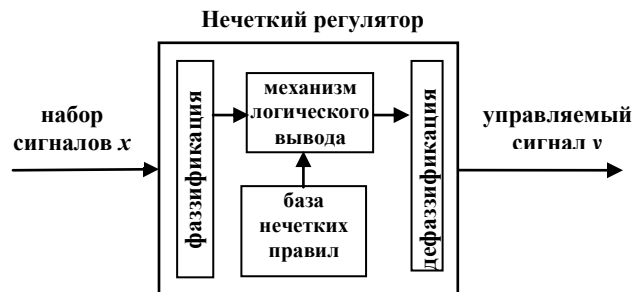 Нечеткий регулятор
набор
сигналов x
фаззификация
механизм
логического
вывода
база
нечетких
правил
дефаззификация
управляемый
сигнал y